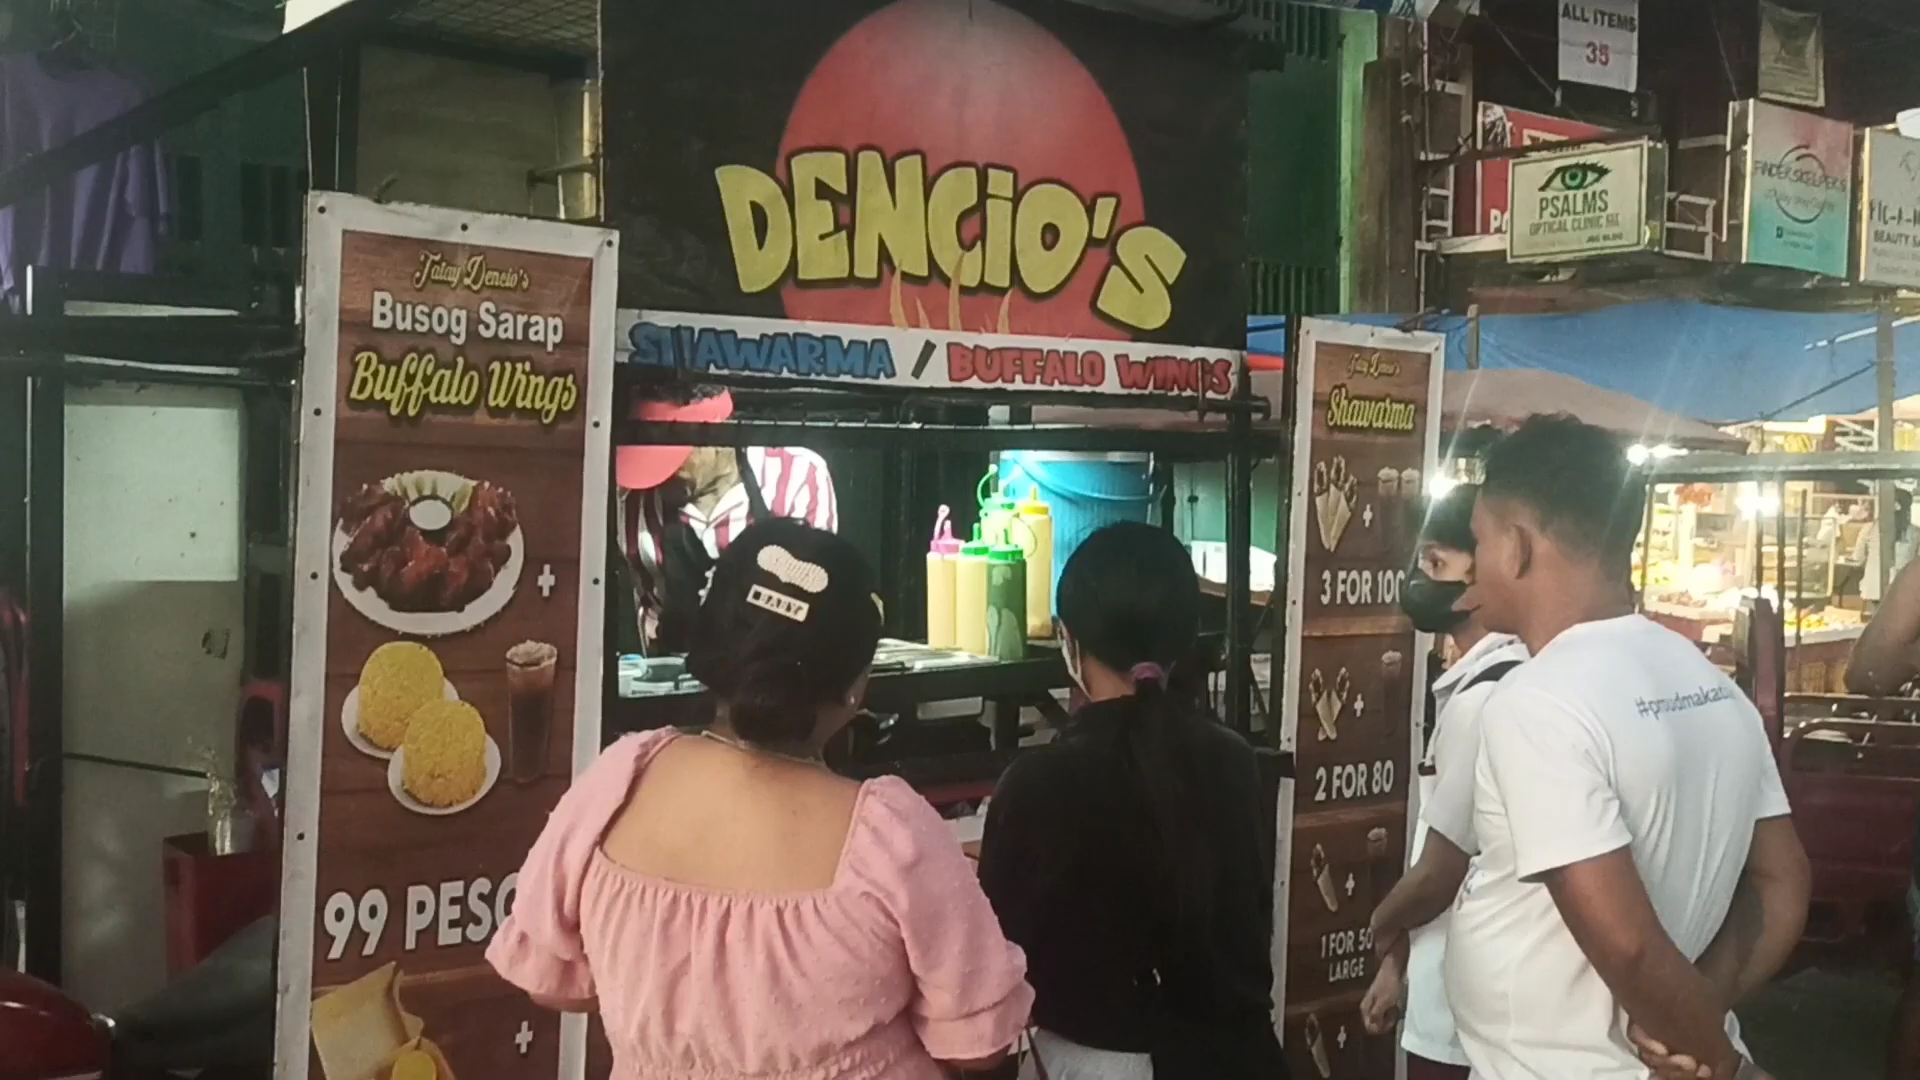 DENCiO'S
SHAWARMA / BUFFALO WINGS
Tatay Dencio's
Busog Sarap
Buffalo Wings
+
99 PESO
+
Tatay Dencio's
Shawarma
+
3 FOR 100
+
2 FOR 80
+
1 FOR 50
LARGE
+
BABY
#proudmaka
ALL ITEMS
35
PSALMS
OPTICAL CLINIC
FINDERSKEEPERS
BEAUTY